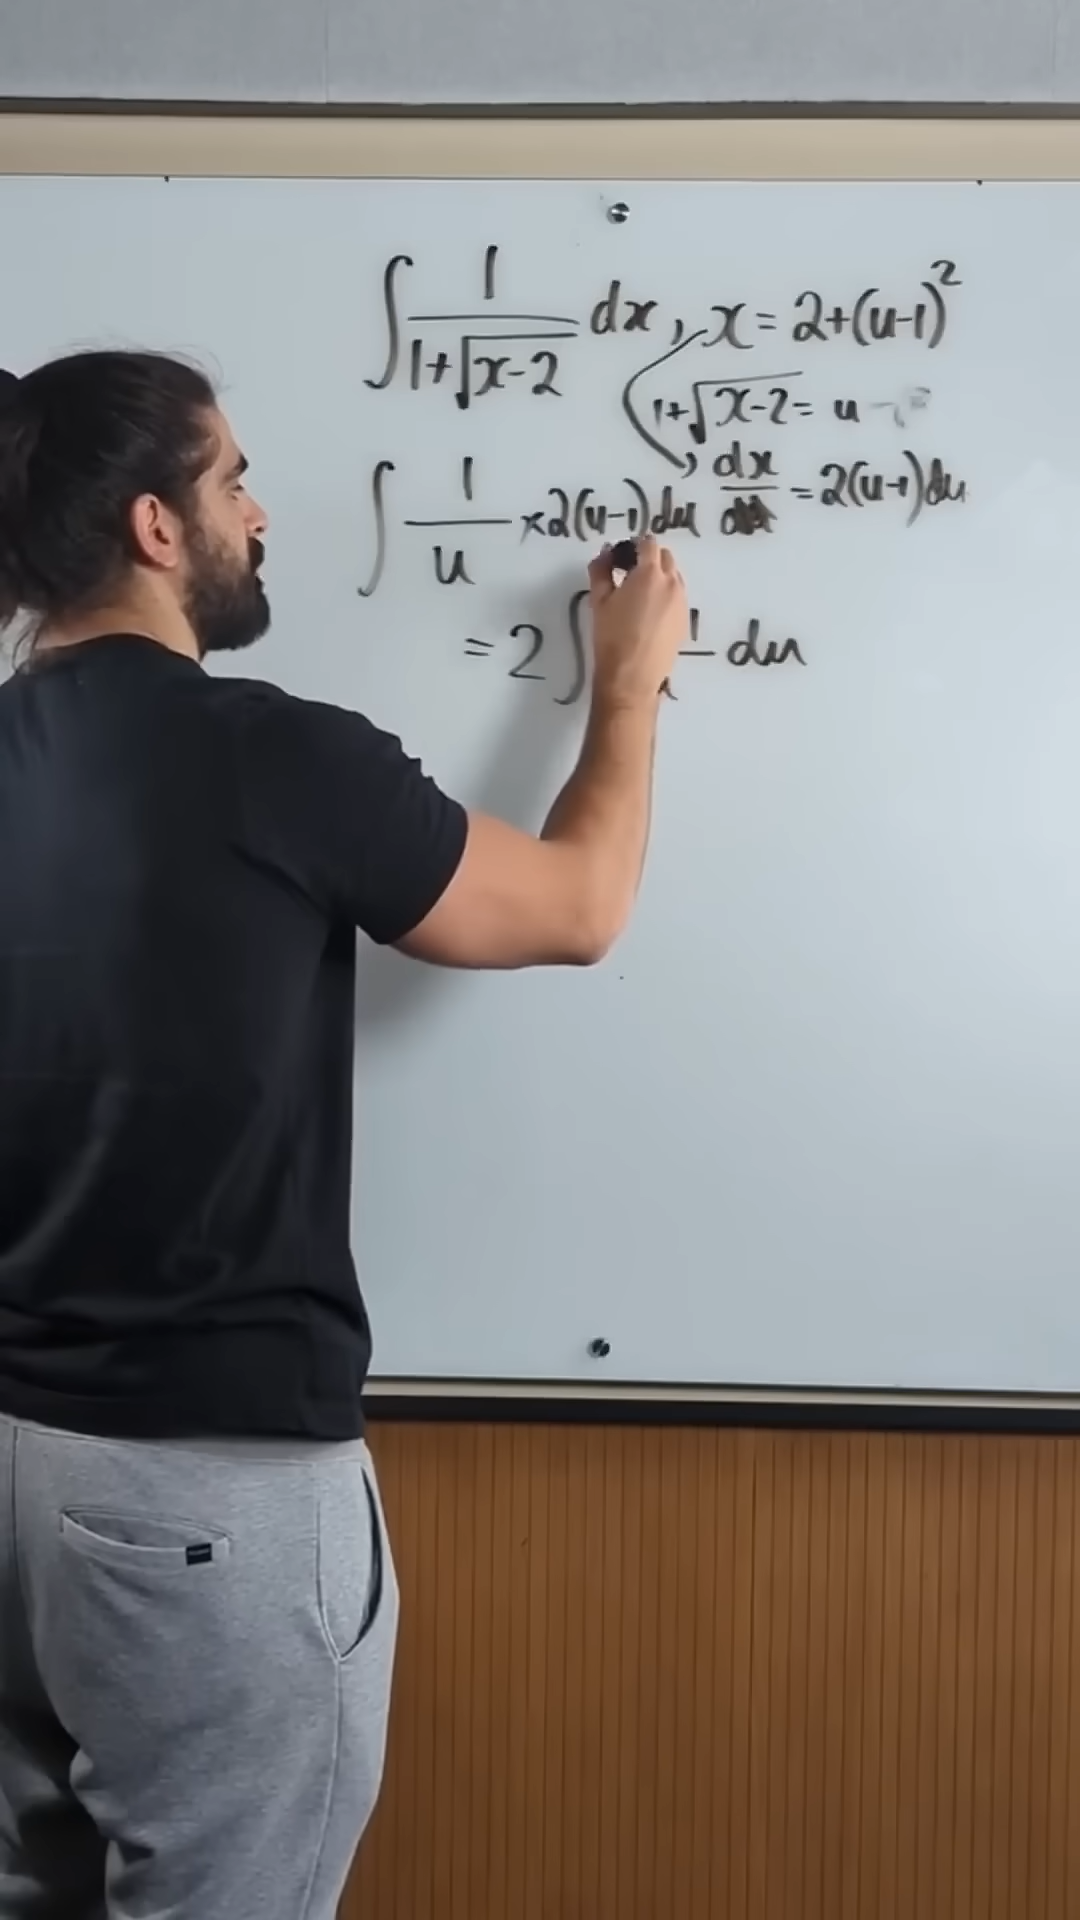 ∫ 1/(1+√(x-2)) dx, x = 2+(u-1)²
1+√(x-2) = u
∫ 1/u ×2(u-1)du dx = 2(u-1)du
= 2∫ 1 du